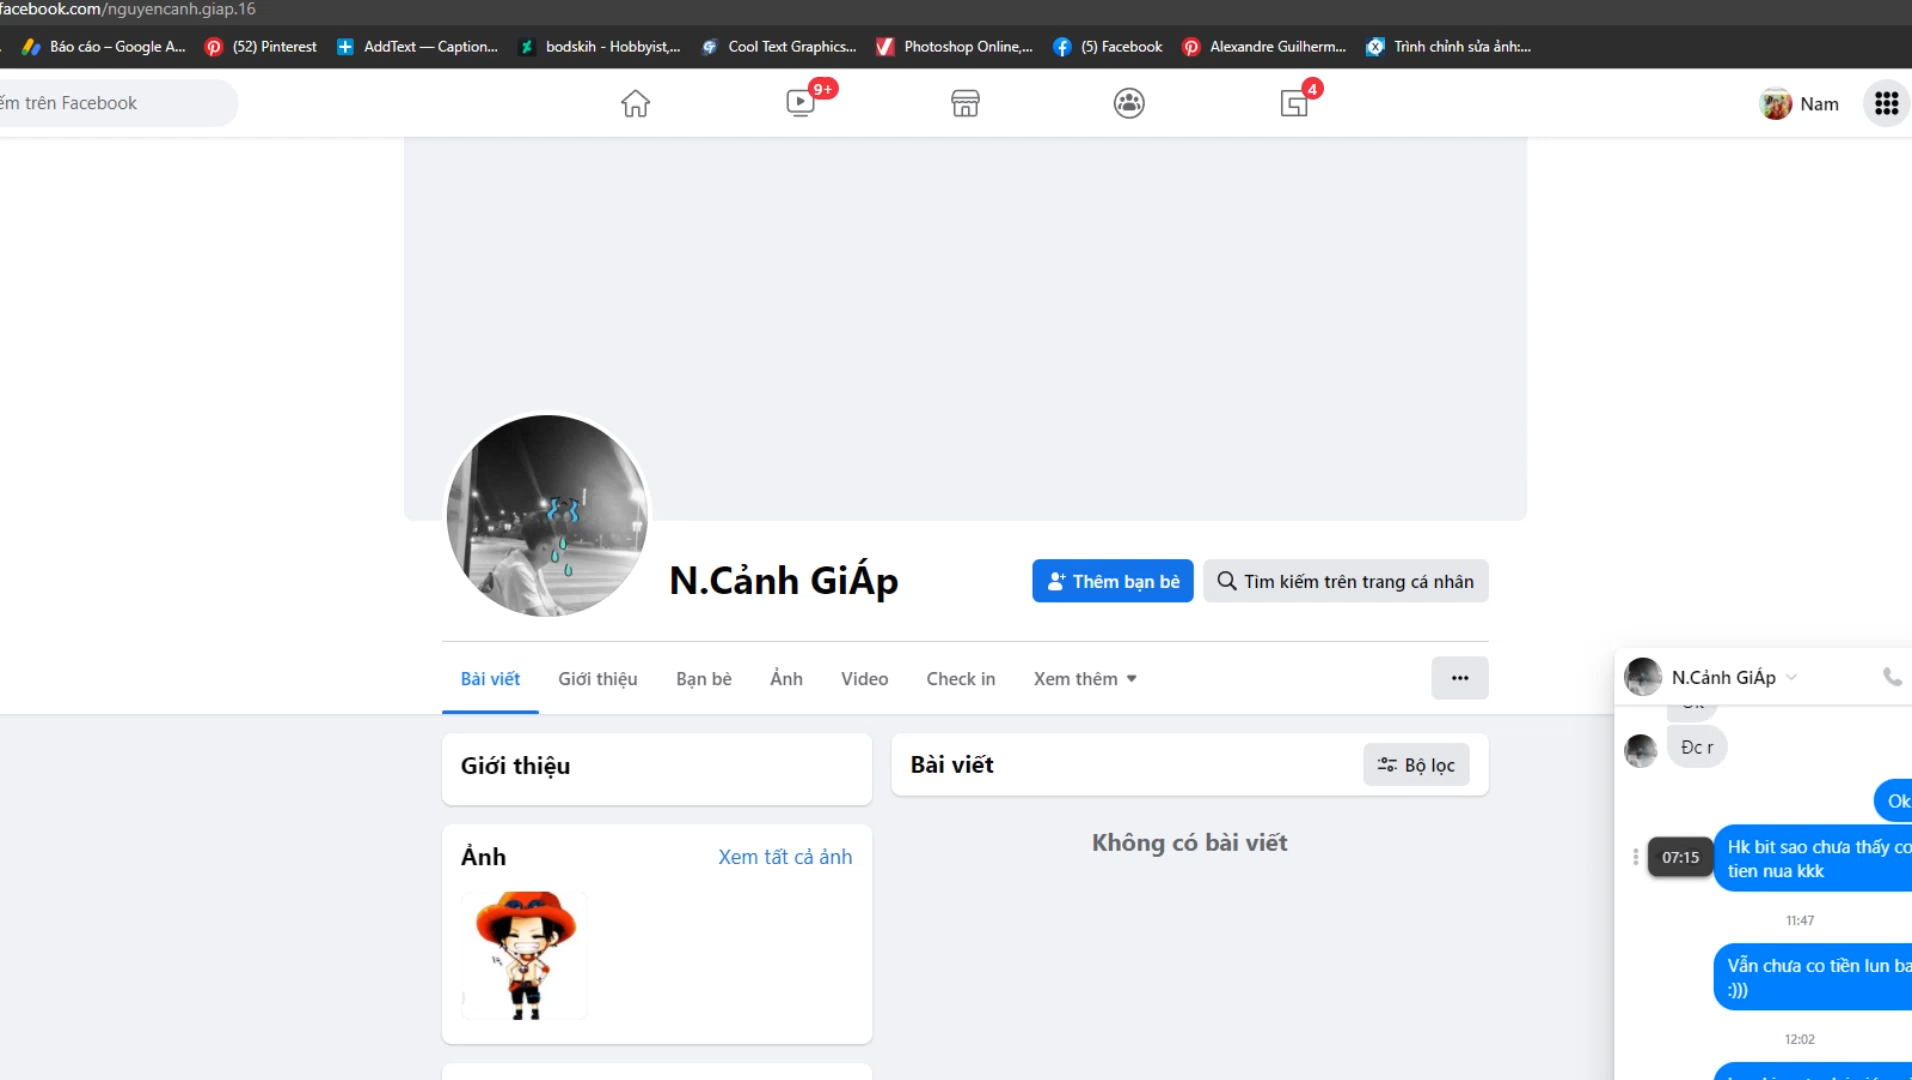 facebook.com/nguyencanh.giap.16
Báo cáo – Google A...
(52) Pinterest
AddText — Caption...
bodskih - Hobbyist,...
Cool Text Graphics...
Photoshop Online,...
(5) Facebook
Alexandre Guilherm...
Trình chỉnh sửa ảnh:...
ếm trên Facebook
9+
4
Nam
N.Cảnh GiÁp
Thêm bạn bè
Tìm kiếm trên trang cá nhân
Bài viết
Giới thiệu
Bạn bè
Ảnh
Video
Check in
Xem thêm
N.Cảnh GiÁp
Đc r
Ok
07:15
Hk bit sao chưa thấy co
tien nua kkk
11:47
Vẫn chưa co tiền lun ba
:)))
12:02
Giới thiệu
Bài viết
Bộ lọc
Không có bài viết
Ảnh
Xem tất cả ảnh